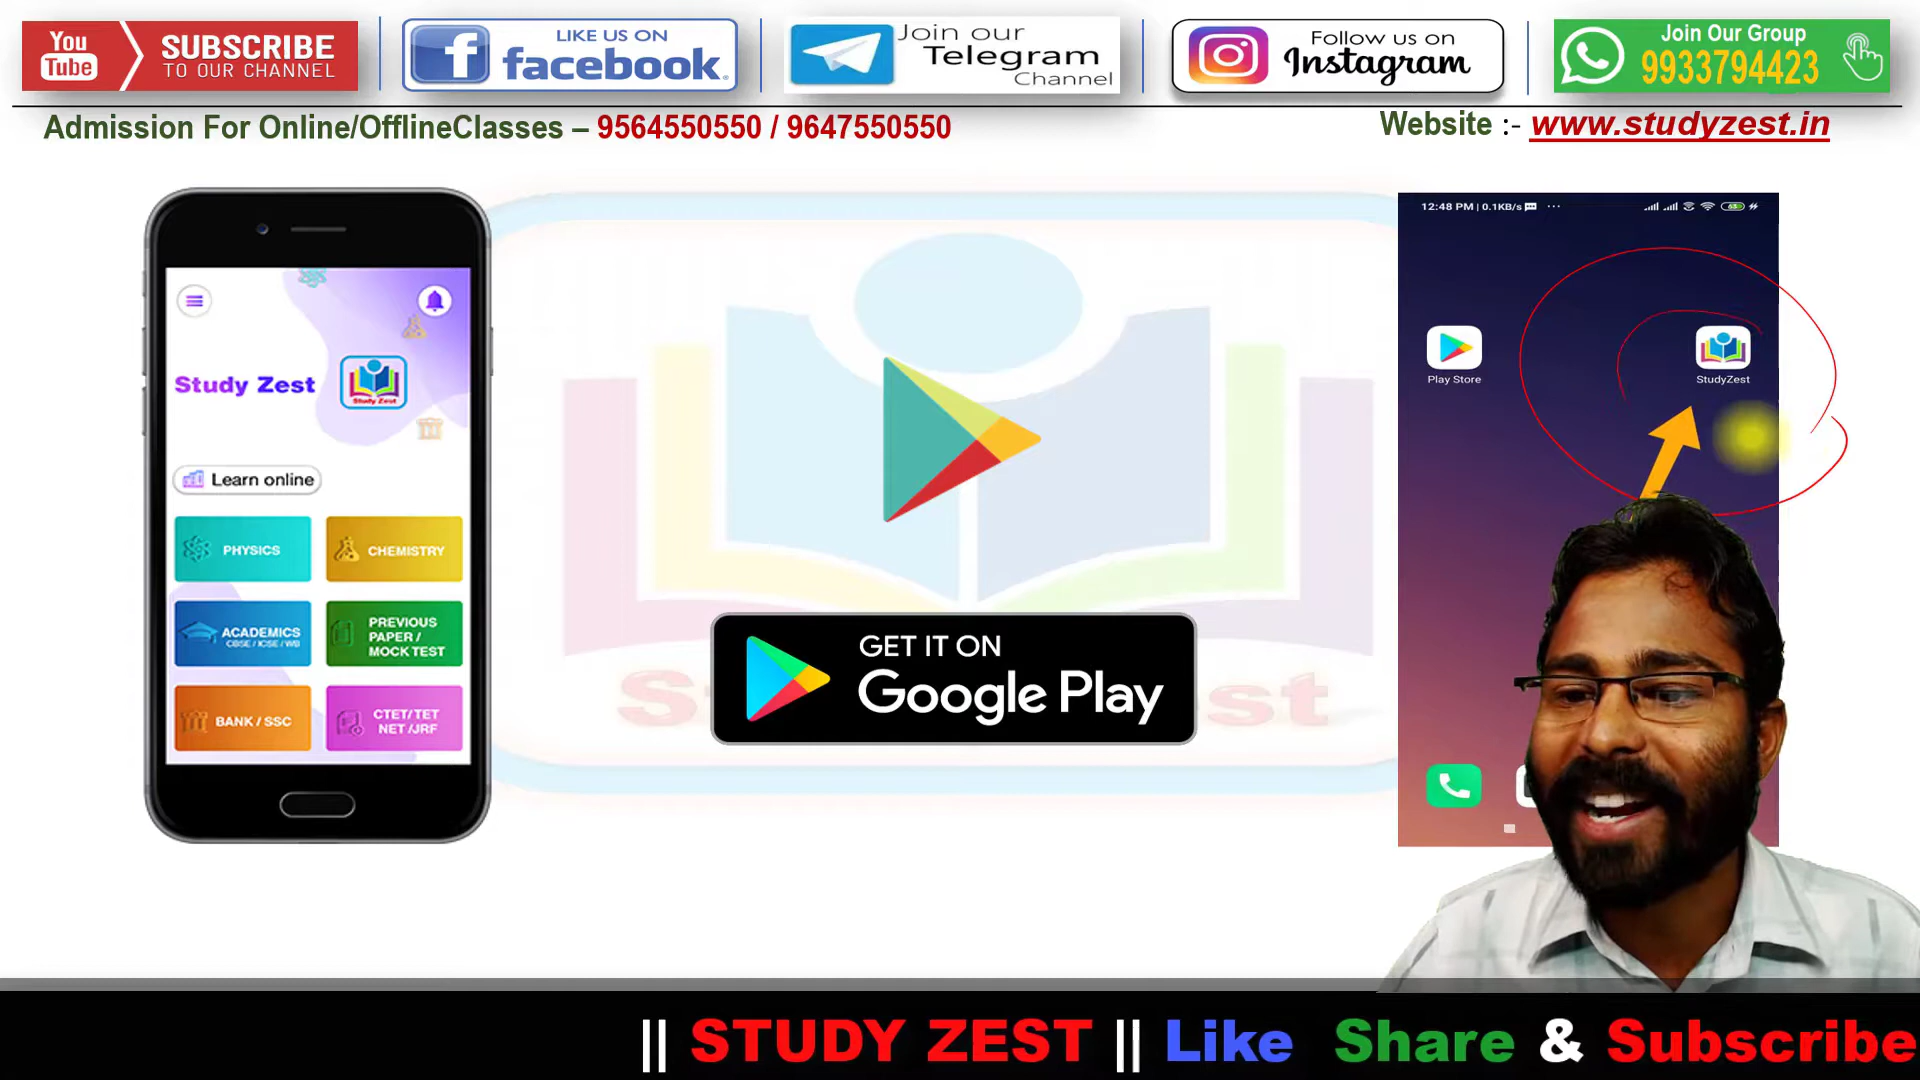 You
Tube
SUBSCRIBE
TO OUR CHANNEL
LIKE US ON
facebook
Join our
Telegram
Channel
Follow us on
Instagram
Join Our Group
9933794423
Admission For Online/OfflineClasses – 9564550550 / 9647550550
Website :- www.studyzest.in
Study Zest
Study Zest
Learn online
PHYSICS
CHEMISTRY
ACADEMICS
CBSE / ICSE / WB
PREVIOUS
PAPER /
MOCK TEST
BANK / SSC
CTET/TET
NET /JRF
GET IT ON
Google Play
12:48 PM | 0.1KB/s
Play Store
StudyZest
|| STUDY ZEST || Like Share & Subscribe